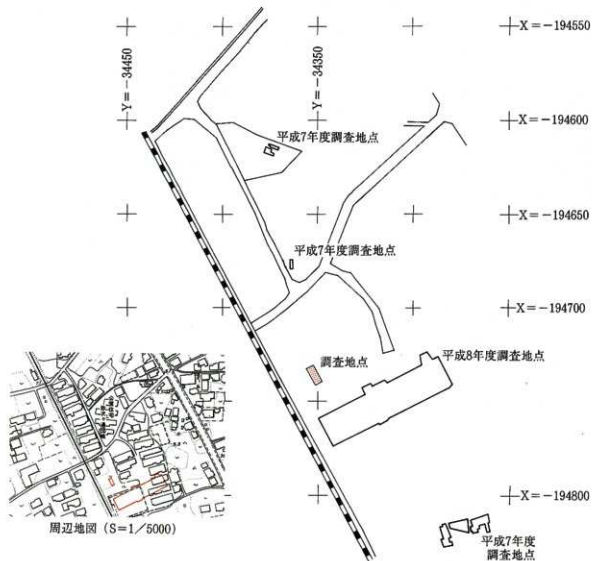 X=-194550
Y=-34450
Y=-34350
X=-194600
平成7年度調査地点
X=-194650
平成7年度調査地点
X=-194700
調査地点
平成8年度調査地点
X=-194800
周辺地図 (S=1/5000)
平成7年度
調査地点